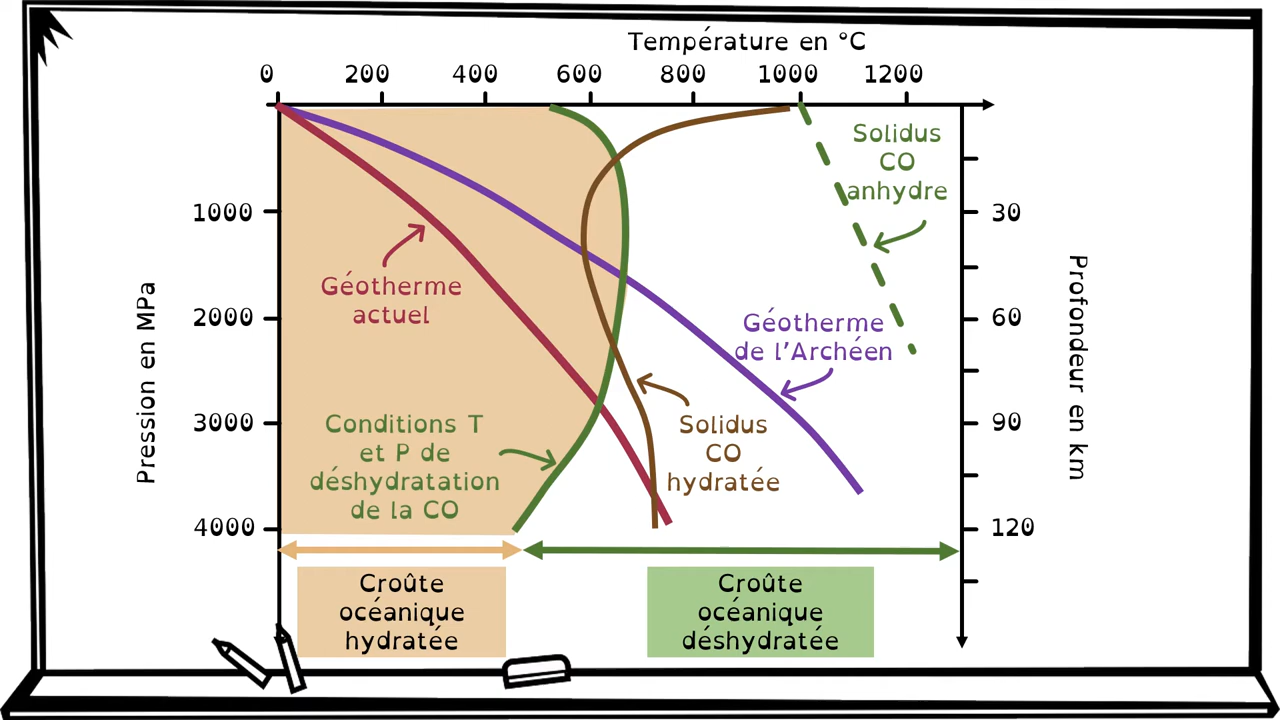 Température en °C
0 200 400 600 800 1000 1200
Solidus
CO
anhydre
1000
30
Géotherme
actuel
2000
60
Géotherme
de l'Archéen
Pression en MPa
Profondeur en km
3000
90
Conditions T
et P de
déshydratation
de la CO
Solidus
CO
hydratée
4000
120
Croûte
océanique
hydratée
Croûte
océanique
déshydratée